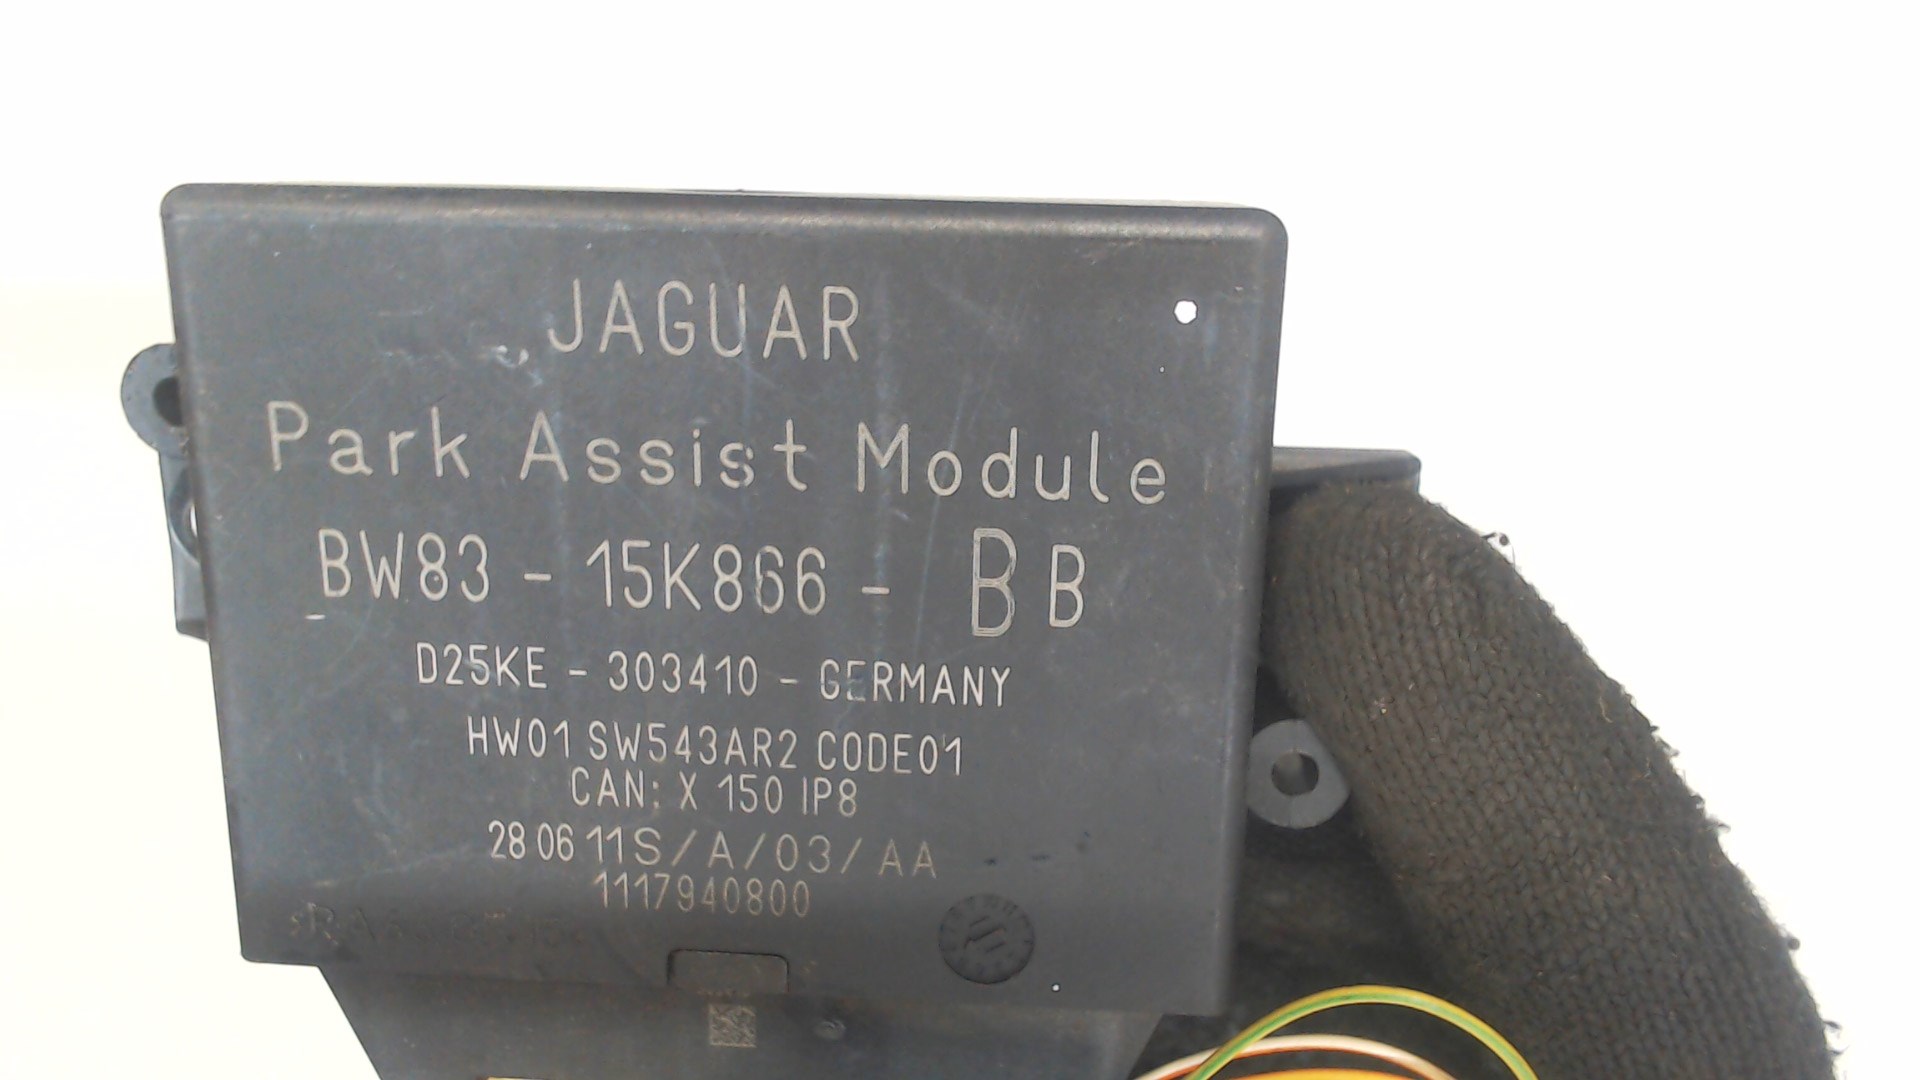 JAGUAR
Park Assist Module
BW83 - 15K866 - BB
D25KE - 303410 - GERMANY
HW01 SW543AR2 CODE01
CAN: X 150 IP8
28 06 11 S/A/03/AA
1117940800